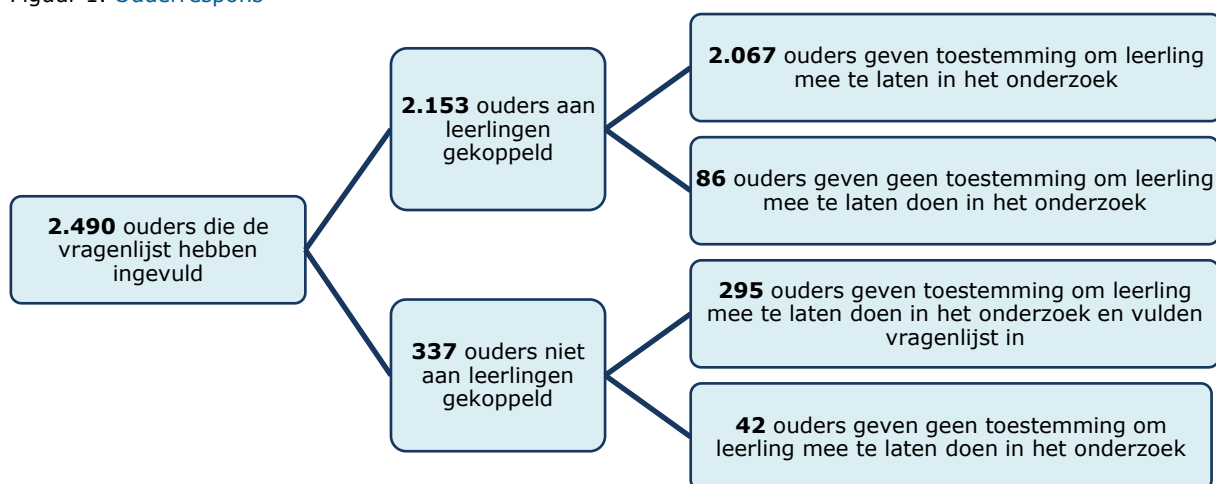 Figuur 1: Ouderrespons
2.490 ouders die de
vragenlijst hebben
ingevuld
2.153 ouders aan
leerlingen
gekoppeld
337 ouders niet
aan leerlingen
gekoppeld
2.067 ouders geven toestemming om leerling
mee te laten in het onderzoek
86 ouders geven geen toestemming om leerling
mee te laten doen in het onderzoek
295 ouders geven toestemming om leerling
mee te laten doen in het onderzoek en vulden
vragenlijst in
42 ouders geven geen toestemming om
leerling mee te laten doen in het onderzoek